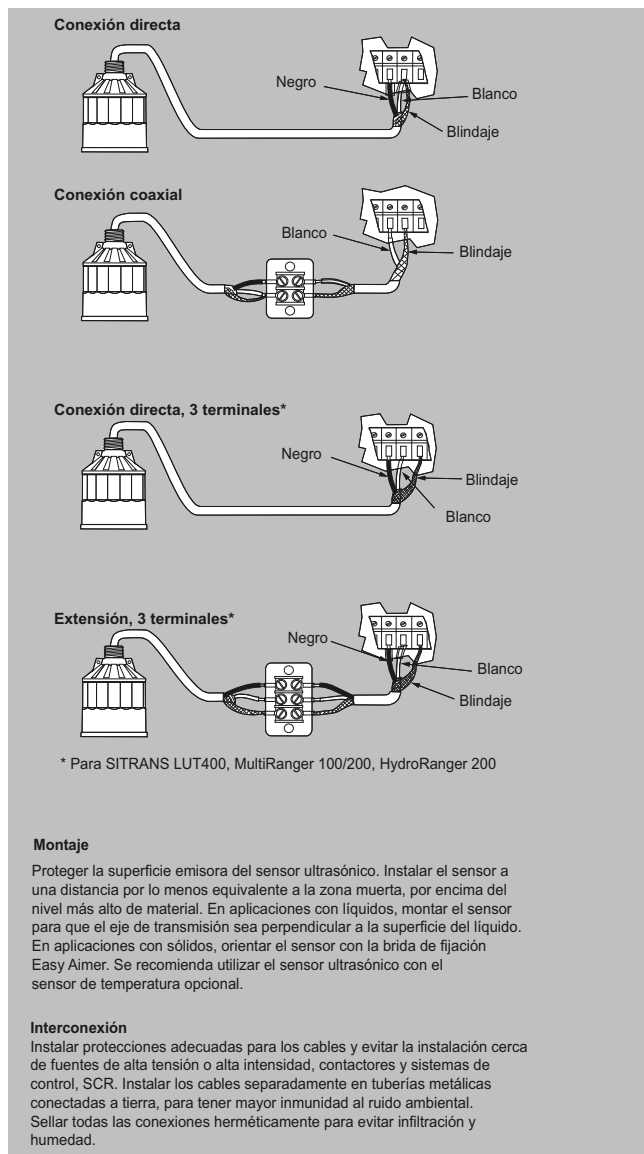 Conexión directa
Negro
Blanco
Blindaje
Conexión coaxial
Blanco
Blindaje
Conexión directa, 3 terminales*
Negro
Blindaje
Blanco
Extensión, 3 terminales*
Negro
Blanco
Blindaje
* Para SITRANS LUT400, MultiRanger 100/200, HydroRanger 200
Montaje
Proteger la superficie emisora del sensor ultrasónico. Instalar el sensor a
una distancia por lo menos equivalente a la zona muerta, por encima del
nivel más alto de material. En aplicaciones con líquidos, montar el sensor
para que el eje de transmisión sea perpendicular a la superficie del líquido.
En aplicaciones con sólidos, orientar el sensor con la brida de fijación
Easy Aimer. Se recomienda utilizar el sensor ultrasónico con el
sensor de temperatura opcional.
Interconexión
Instalar protecciones adecuadas para los cables y evitar la instalación cerca
de fuentes de alta tensión o alta intensidad, contactores y sistemas de
control, SCR. Instalar los cables separadamente en tuberías metálicas
conectadas a tierra, para tener mayor inmunidad al ruido ambiental.
Sellar todas las conexiones herméticamente para evitar infiltración y
humedad.